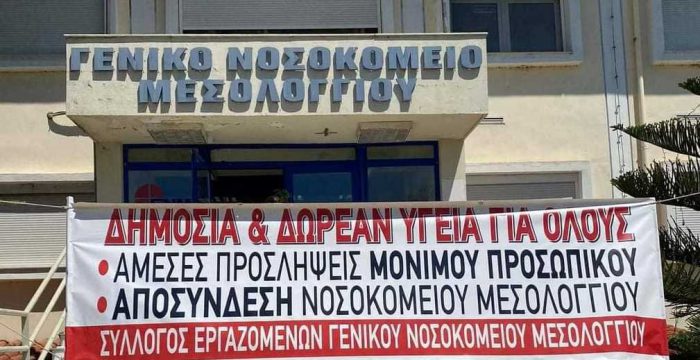 ΓΕΝΙΚΟ ΝΟΣΟΚΟΜΕΙΟ
ΜΕΣΟΛΟΓΓΙΟΥ
ΔΗΜΟΣΙΑ & ΔΩΡΕΑΝ ΥΓΕΙΑ ΓΙΑ ΟΛΟΥΣ
• ΑΜΕΣΕΣ ΠΡΟΣΛΗΨΕΙΣ ΜΟΝΙΜΟΥ ΠΡΟΣΩΠΙΚΟΥ
• ΑΠΟΣΥΝΔΕΣΗ ΝΟΣΟΚΟΜΕΙΟΥ ΜΕΣΟΛΟΓΓΙΟΥ
ΣΥΛΛΟΓΟΣ ΕΡΓΑΖΟΜΕΝΩΝ ΓΕΝΙΚΟΥ ΝΟΣΟΚΟΜΕΙΟΥ ΜΕΣΟΛΟΓΓΙΟΥ